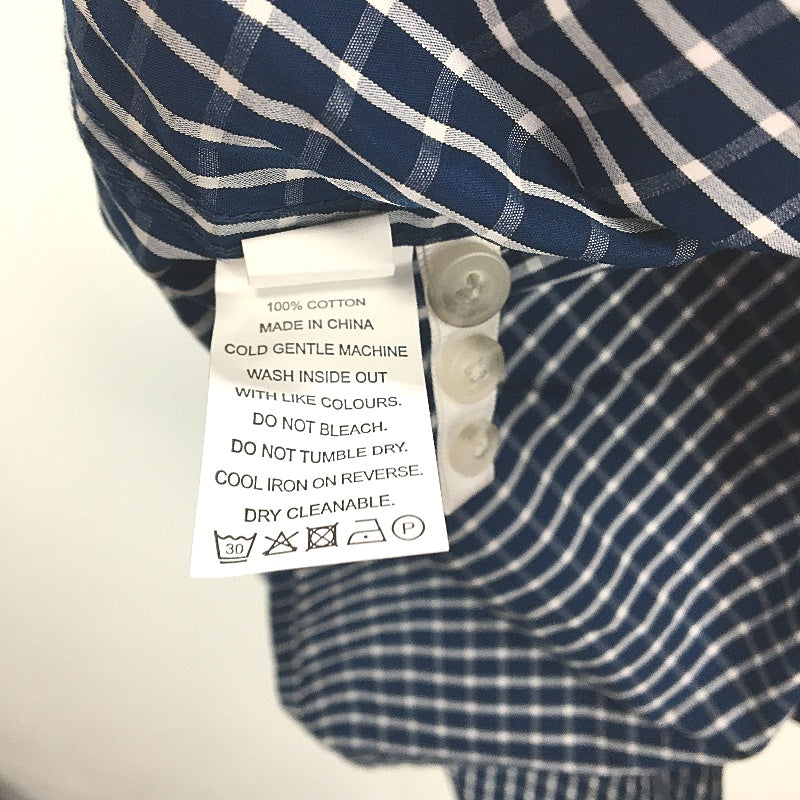 100% COTTON
MADE IN CHINA
COLD GENTLE MACHINE
WASH INSIDE OUT
WITH LIKE COLOURS.
DO NOT BLEACH.
DO NOT TUMBLE DRY.
COOL IRON ON REVERSE.
DRY CLEANABLE.
30 P